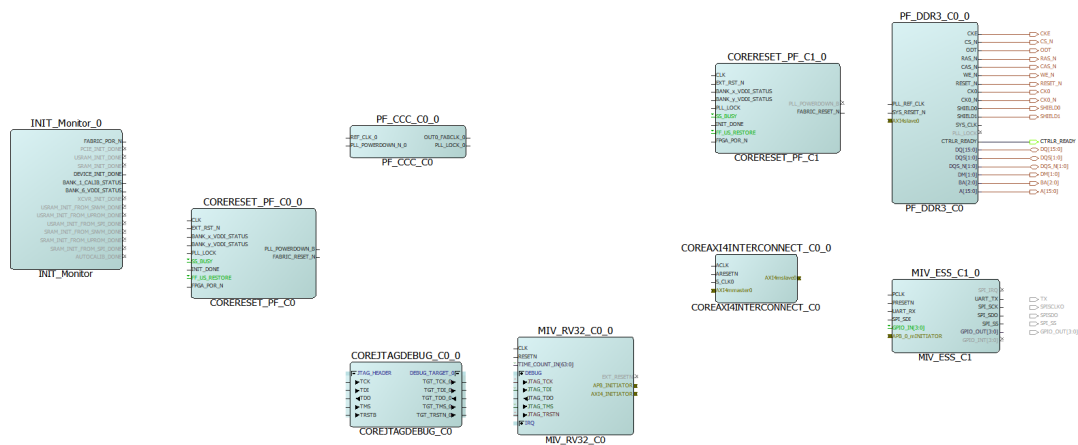 INIT_Monitor_0
FABRIC_POR_N
PCIE_INIT_DONE
USRAM_INIT_DONE
SRAM_INIT_DONE
DEVICE_INIT_DONE
BANK_1_CALIB_STATUS
BANK_6_VDDI_STATUS
XCVR_INIT_DONE
USRAM_INIT_FROM_SNVM_DONE
USRAM_INIT_FROM_UPROM_DONE
USRAM_INIT_FROM_SPI_DONE
SRAM_INIT_FROM_SNVM_DONE
SRAM_INIT_FROM_UPROM_DONE
SRAM_INIT_FROM_SPI_DONE
AUTOCALIB_DONE
INIT_Monitor
CORERESET_PF_C0_0
CLK
EXT_RST_N
BANK_x_VDDI_STATUS
BANK_y_VDDI_STATUS
PLL_LOCK
SS_BUSY
INIT_DONE
FF_US_RESTORE
FPGA_POR_N
PLL_POWERDOWN_B
FABRIC_RESET_N
CORERESET_PF_C0
PF_CCC_C0_0
REF_CLK_0
PLL_POWERDOWN_N_0
OUT0_FABCLK_0
PLL_LOCK_0
PF_CCC_C0
COREJTAGDEBUG_C0_0
JTAG_HEADER
TCK
TDI
TDO
TMS
TRSTB
DEBUG_TARGET_0
TGT_TCK_0
TGT_TDI_0
TGT_TDO_0
TGT_TMS_0
TGT_TRSTN_0
COREJTAGDEBUG_C0
MIV_RV32_C0_0
CLK
RESETN
TIME_COUNT_IN[63:0]
DEBUG
JTAG_TCK
JTAG_TDI
JTAG_TDO
JTAG_TMS
JTAG_TRSTN
IRQ
EXT_RESETN
APB_INITIATOR
AXI4_INITIATOR
MIV_RV32_C0
CORERESET_PF_C1_0
CLK
EXT_RST_N
BANK_x_VDDI_STATUS
BANK_y_VDDI_STATUS
PLL_LOCK
SS_BUSY
INIT_DONE
FF_US_RESTORE
FPGA_POR_N
PLL_POWERDOWN_B
FABRIC_RESET_N
CORERESET_PF_C1
COREAXI4INTERCONNECT_C0_0
ACLK
ARESETN
S_CLK0
AXI4mmaster0
AXI4mslave0
COREAXI4INTERCONNECT_C0
PF_DDR3_C0_0
PLL_REF_CLK
SYS_RESET_N
AXI4slave0
CKE
CS_N
ODT
RAS_N
CAS_N
WE_N
RESET_N
CK0
CK0_N
SHIELD0
SHIELD1
SYS_CLK
PLL_LOCK
CTRLR_READY
DQ[15:0]
DQS[1:0]
DQS_N[1:0]
DM[1:0]
BA[2:0]
A[15:0]
PF_DDR3_C0
CKE
CS_N
ODT
RAS_N
CAS_N
WE_N
RESET_N
CK0
CK0_N
SHIELD0
SHIELD1
CTRLR_READY
DQ[15:0]
DQS[1:0]
DQS_N[1:0]
DM[1:0]
BA[2:0]
A[15:0]
MIV_ESS_C1_0
PCLK
PRESETN
UART_RX
SPI_SDI
GPIO_IN[3:0]
APB_0_mINITIATOR
SPI_IRQ
UART_TX
SPI_SCK
SPI_SDO
SPI_SS
GPIO_OUT[3:0]
GPIO_INT[3:0]
MIV_ESS_C1
TX
SPISCLKO
SPISDO
SPI_SS
GPIO_OUT[3:0]